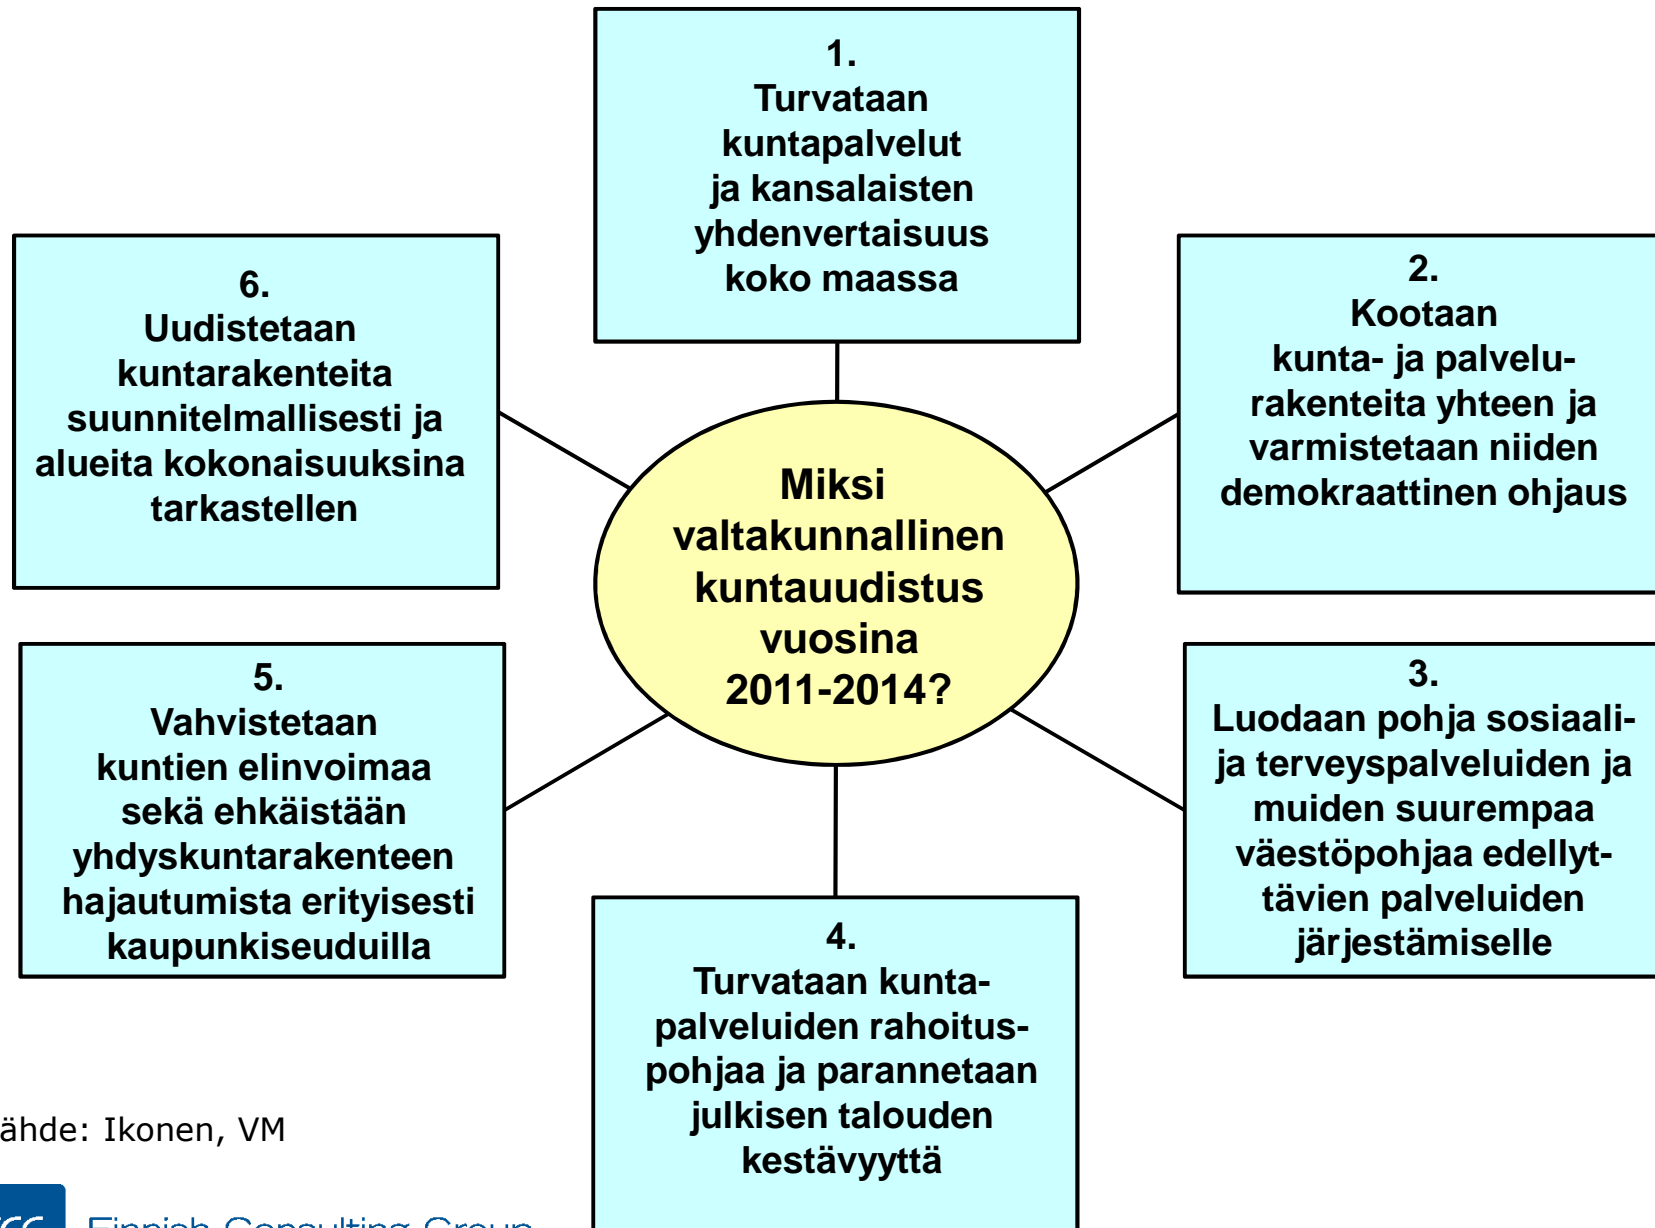 1.
Turvataan
kuntapalvelut
ja kansalaisten
yhdenvertaisuus
koko maassa
2.
Kootaan
kunta- ja palvelu-
rakenteita yhteen ja
varmistetaan niiden
demokraattinen ohjaus
3.
Luodaan pohja sosiaali-
ja terveyspalveluiden ja
muiden suurempaa
väestöpohjaa edellyt-
tävien palveluiden
järjestämiselle
4.
Turvataan kunta-
palveluiden rahoitus-
pohjaa ja parannetaan
julkisen talouden
kestävyyttä
5.
Vahvistetaan
kuntien elinvoimaa
sekä ehkäistään
yhdyskuntarakenteen
hajautumista erityisesti
kaupunkiseuduilla
6.
Uudistetaan
kuntarakenteita
suunnitelmallisesti ja
alueita kokonaisuuksina
tarkastellen
Miksi
valtakunnallinen
kuntauudistus
vuosina
2011-2014?
ähde: Ikonen, VM
Finnish Consulting Group